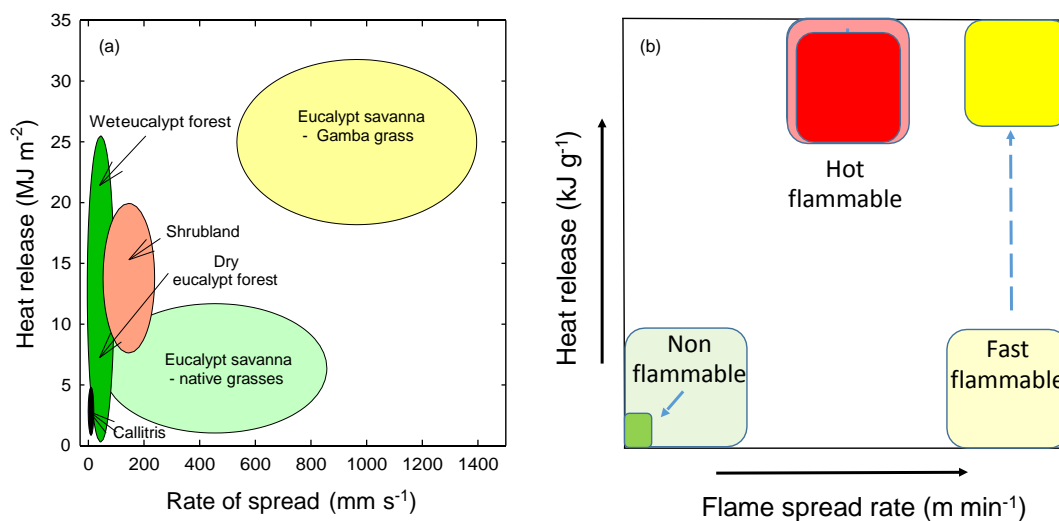 (a)
Heat release (MJ m-2)
35
30
25
20
15
10
5
0
Wet eucalypt forest
Eucalypt savanna
- Gamba grass
Shrubland
Dry
eucalypt forest
Eucalypt savanna
- native grasses
Callitris
0 200 400 600 800 1000 1200 1400
Rate of spread (mm s-1)
(b)
Heat release (kJ g-1)
Hot
flammable
Non
flammable
Fast
flammable
Flame spread rate (m min-1)